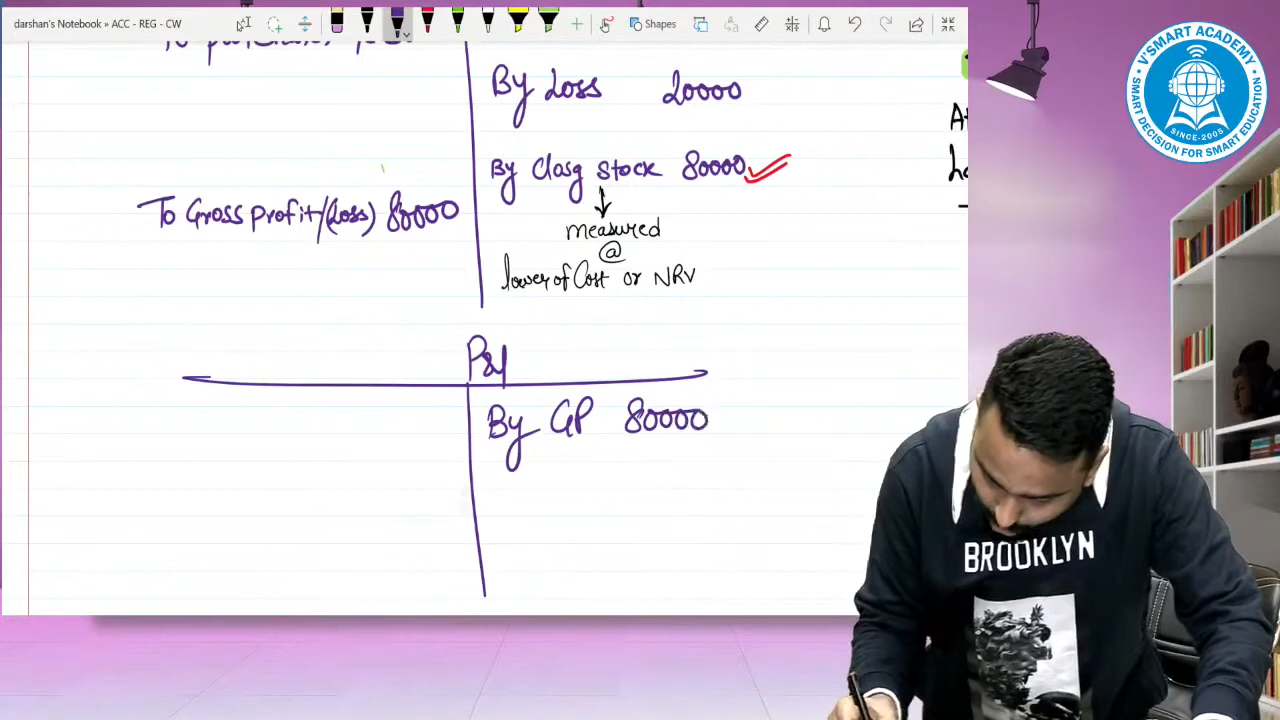 darshan's Notebook » ACC - REG - CW
Shapes
By Loss 20000
By Closg stock 80000
To Gross profit/(Loss) 80000
measured
@
lower of Cost or NRV
P&L
By GP 80000
V'SMART ACADEMY
SINCE-2005
SMART DECISION FOR SMART EDUCATION
BROOKLYN